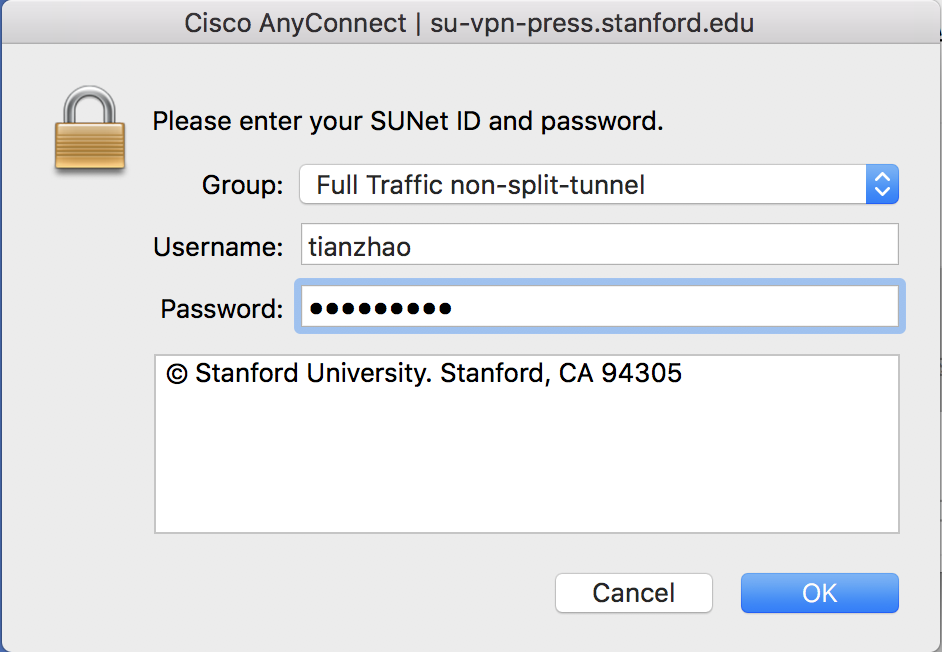 Cisco AnyConnect | su-vpn-press.stanford.edu
Please enter your SUNet ID and password.
Group: Full Traffic non-split-tunnel
Username: tianzhao
Password: •••••••••
© Stanford University. Stanford, CA 94305
Cancel OK